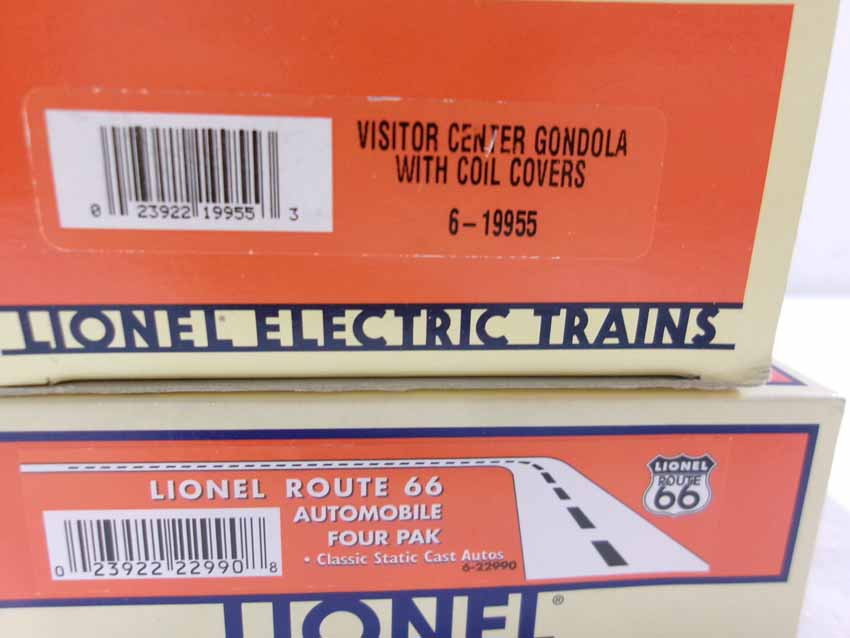 VISITOR CENTER GONDOLA
WITH COIL COVERS
6-19955
0 23922 19955 3
LIONEL® ELECTRIC TRAINS
LIONEL ROUTE 66
AUTOMOBILE
FOUR PAK
• Classic Static Cast Autos
6-22990
0 23922 22990 8
LIONEL
ROUTE
66
LIONEL®